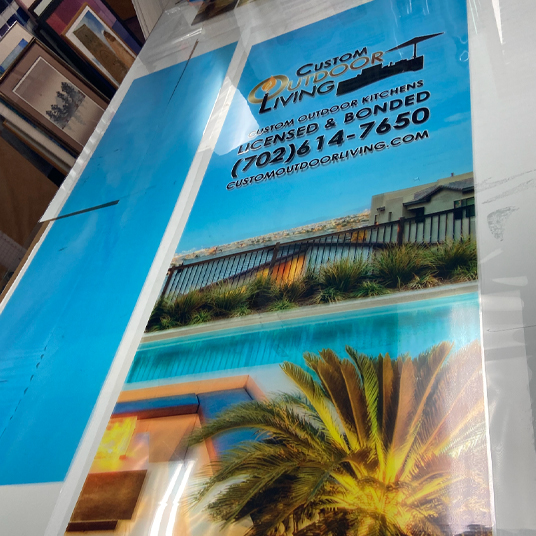 CUSTOM
OUTDOOR
LIVING
CUSTOM OUTDOOR KITCHENS
LICENSED & BONDED
(702)614-7650
CUSTOMOUTDOORLIVING.COM